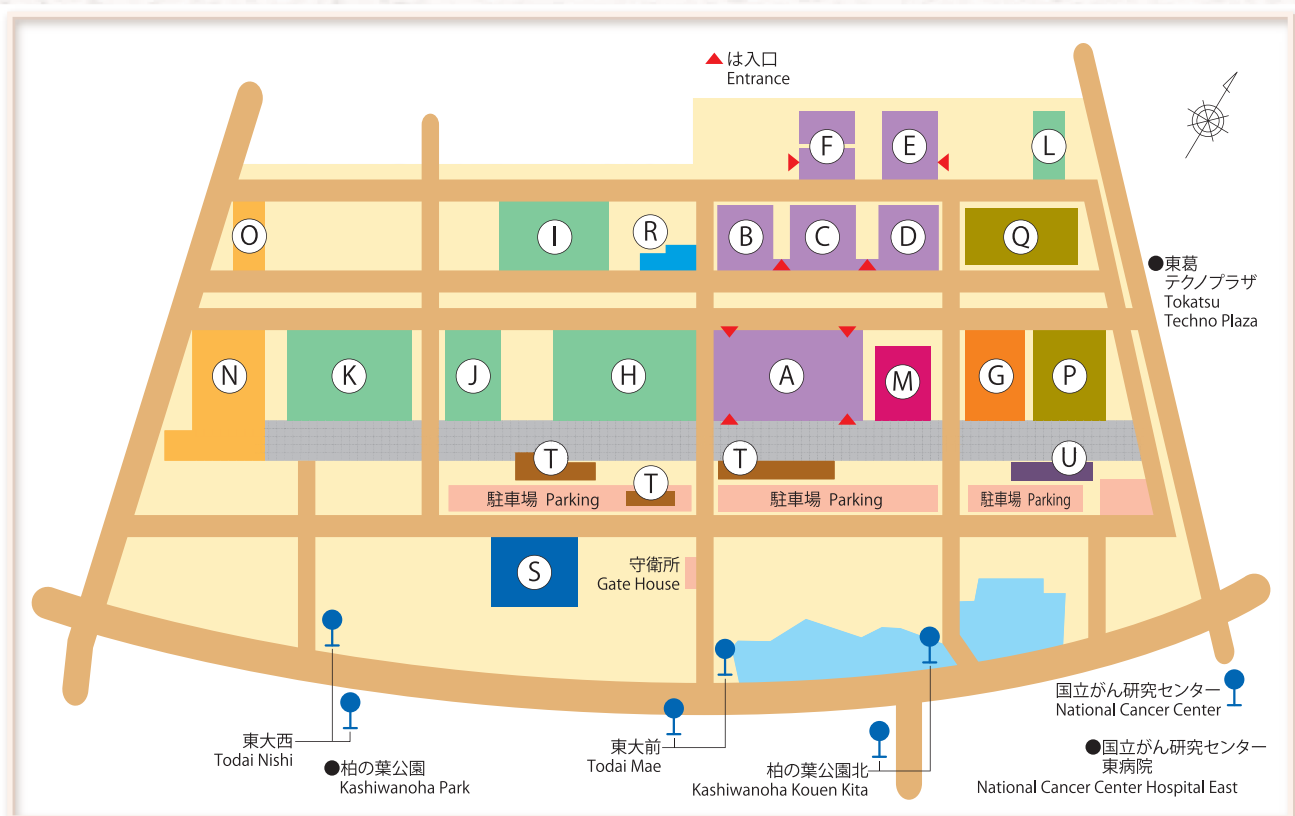 は入口
Entrance
F
E
L
O
I
R
B
C
D
Q
東葛
テクノプラザ
Tokatsu
Techno Plaza
N
K
J
H
A
M
G
P
T
T
U
T
駐車場 Parking
駐車場 Parking
駐車場 Parking
S
守衛所
Gate House
国立がん研究センター
National Cancer Center
東大西
Todai Nishi
柏の葉公園
Kashiwanoha Park
東大前
Todai Mae
柏の葉公園北
Kashiwanoha Kouen Kita
国立がん研究センター
東病院
National Cancer Center Hospital East